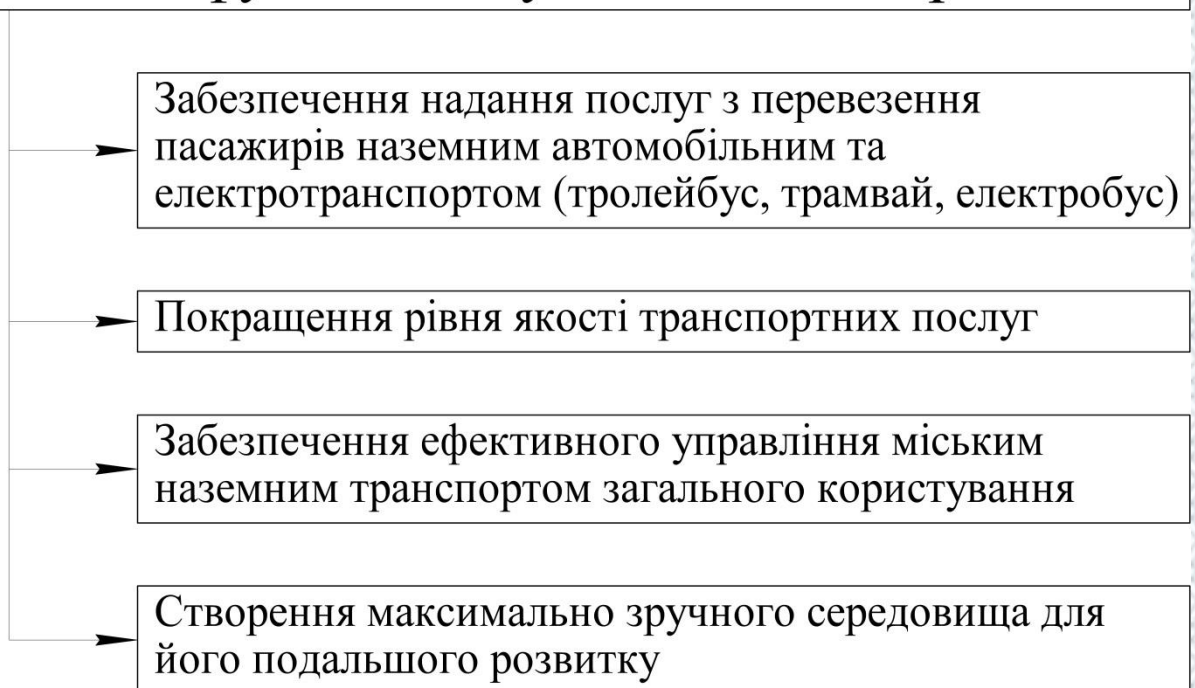 Забезпечення надання послуг з перевезення
пасажирів наземним автомобільним та
електротранспортом (тролейбус, трамвай, електробус)
Покращення рівня якості транспортних послуг
Забезпечення ефективного управління міським
наземним транспортом загального користування
Створення максимально зручного середовища для
його подальшого розвитку